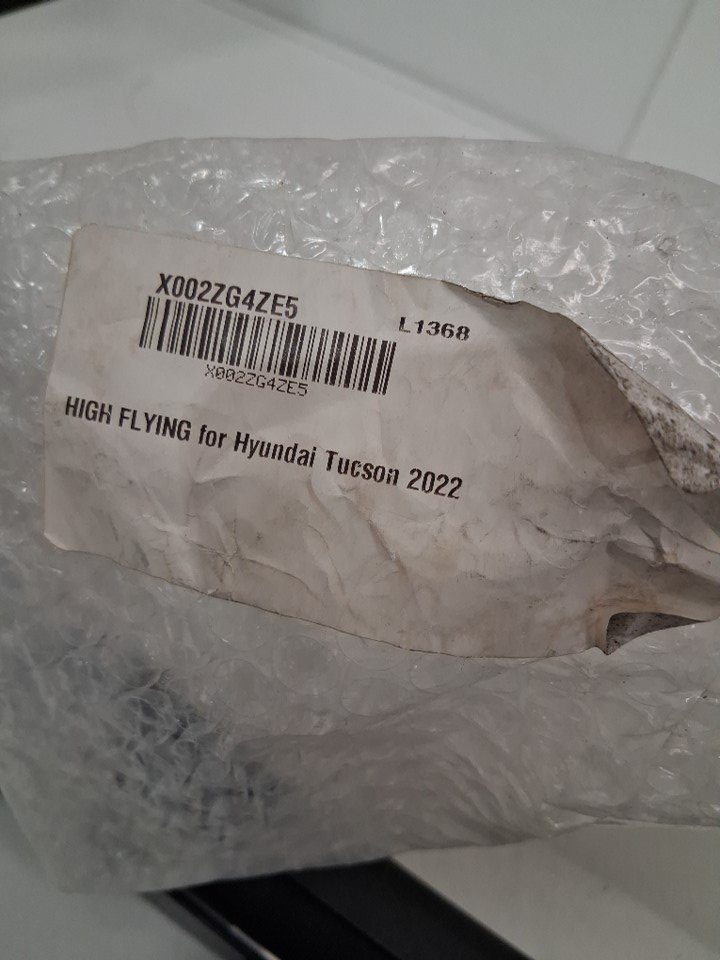 X002ZG4ZE5
L1368
X002ZG4ZE5
HIGH FLYING for Hyundai Tucson 2022